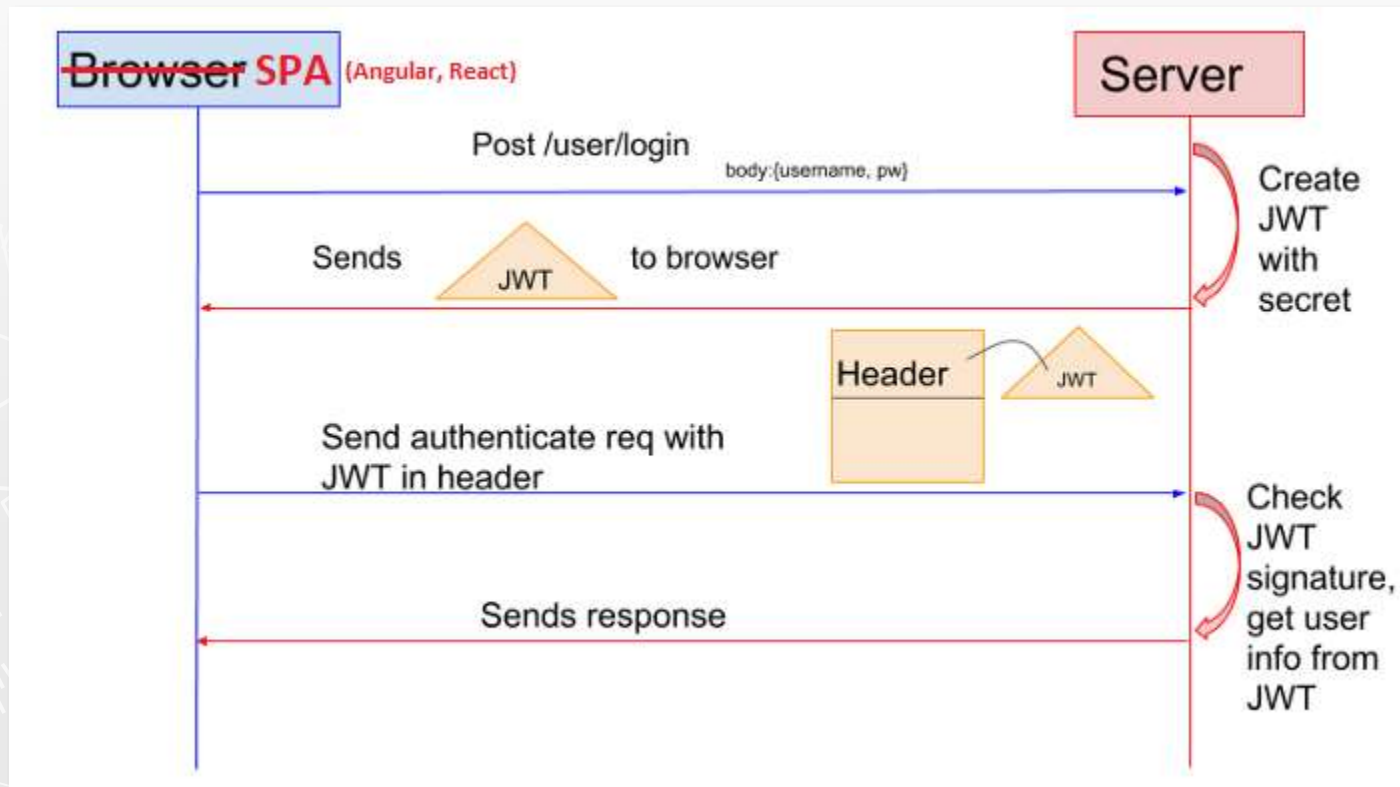 Browser SPA (Angular, React)
Server
Post /user/login
body:{username, pw}
Create
JWT
with
secret
Sends JWT to browser
Header JWT
Send authenticate req with
JWT in header
Check
JWT
signature,
get user
info from
JWT
Sends response